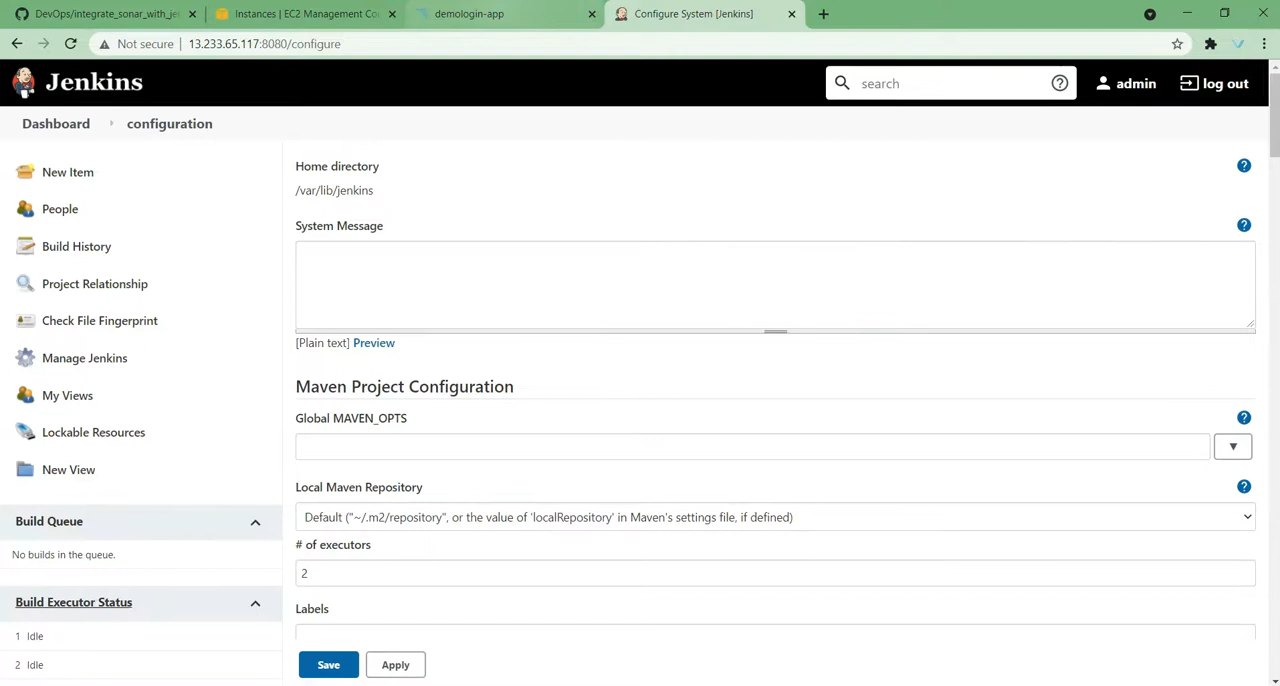 DevOps/integrate_sonar_with_je
Instances | EC2 Management Co
demologin-app
Configure System [Jenkins]
Not secure | 13.233.65.117:8080/configure
Jenkins
search
admin
log out
Dashboard
configuration
New Item
People
Build History
Project Relationship
Check File Fingerprint
Manage Jenkins
My Views
Lockable Resources
New View
Build Queue
No builds in the queue.
Build Executor Status
1 Idle
2 Idle
Home directory
/var/lib/jenkins
System Message
[Plain text] Preview
Maven Project Configuration
Global MAVEN_OPTS
Local Maven Repository
Default ("~/.m2/repository", or the value of 'localRepository' in Maven's settings file, if defined)
# of executors
2
Labels
Save
Apply